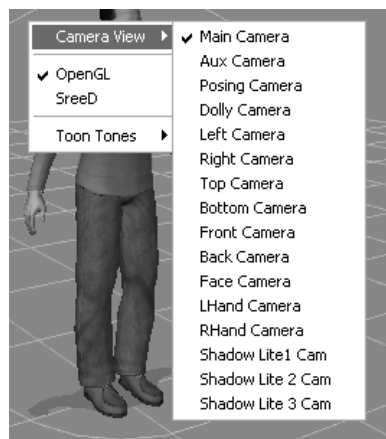 Camera View
OpenGL
SreeD
Toon Tones
Main Camera
Aux Camera
Posing Camera
Dolly Camera
Left Camera
Right Camera
Top Camera
Bottom Camera
Front Camera
Back Camera
Face Camera
LHand Camera
RHand Camera
Shadow Lite1 Cam
Shadow Lite 2 Cam
Shadow Lite 3 Cam